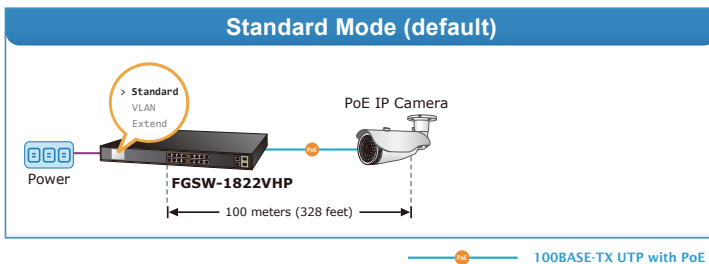 Standard Mode (default)
> Standard
VLAN
Extend
PoE IP Camera
PoE
Power
FGSW-1822VHP
100 meters (328 feet)
PoE
100BASE-TX UTP with PoE